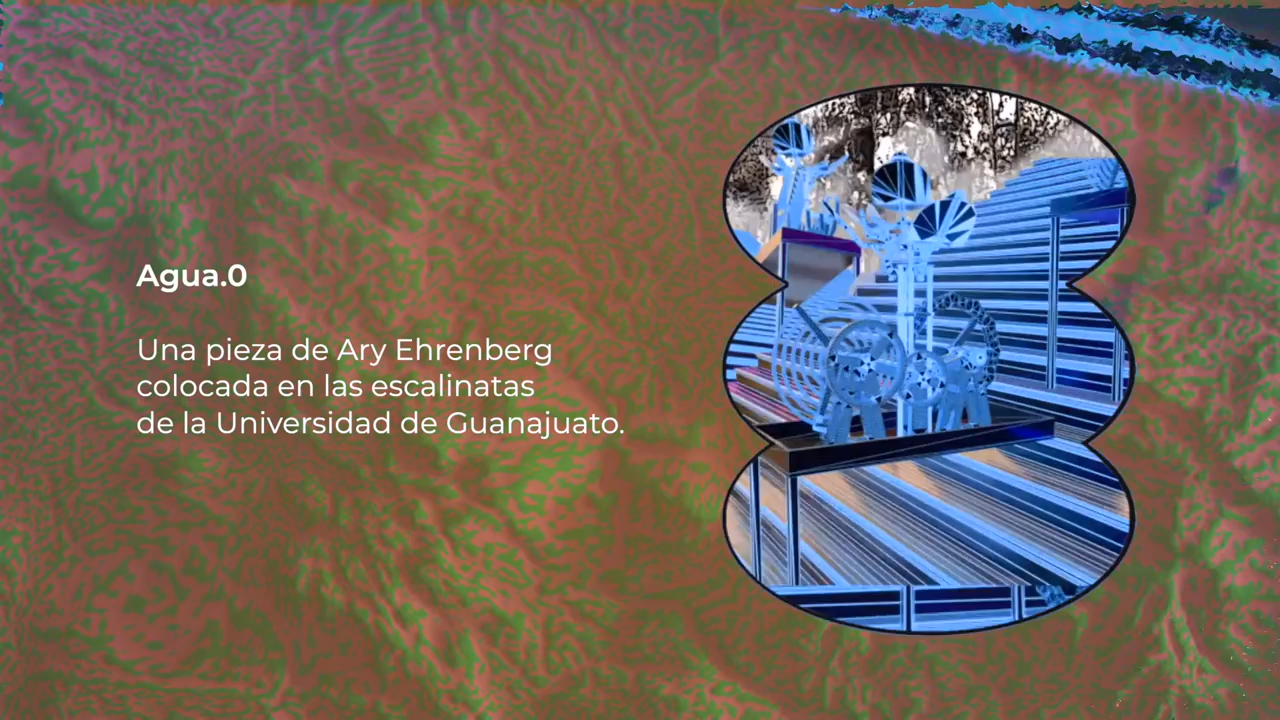 Agua.0
Una pieza de Ary Ehrenberg
colocada en las escalinatas
de la Universidad de Guanajuato.